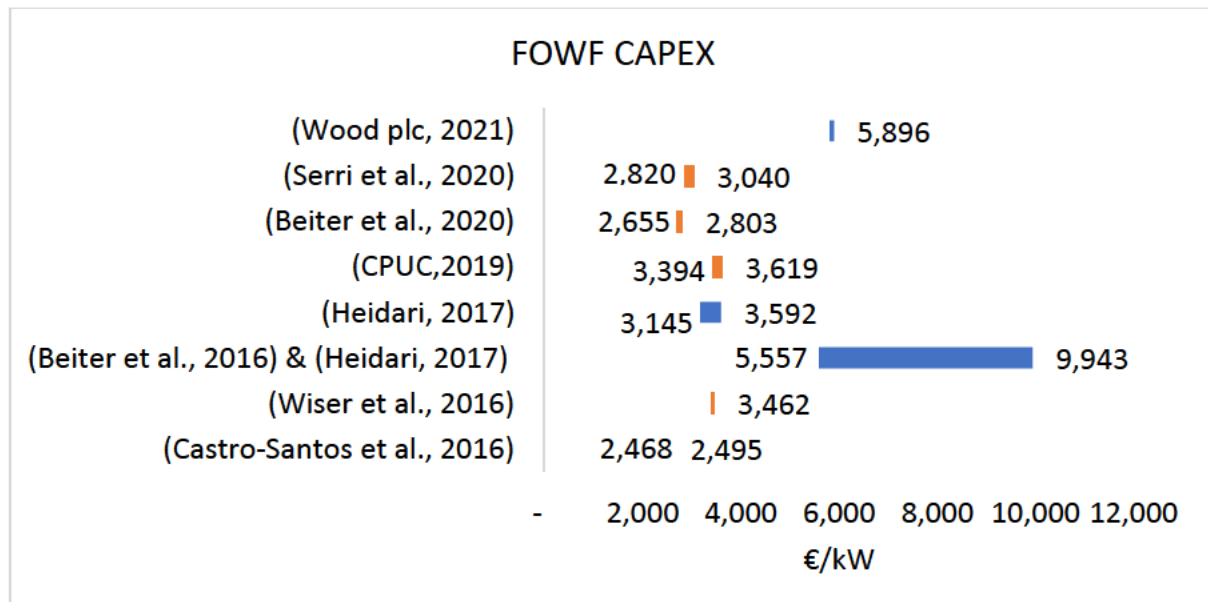 FOWF CAPEX
(Wood plc, 2021) 5,896
(Serri et al., 2020) 2,820 3,040
(Beiter et al., 2020) 2,655 2,803
(CPUC,2019) 3,394 3,619
(Heidari, 2017) 3,145 3,592
(Beiter et al., 2016) & (Heidari, 2017) 5,557 9,943
(Wiser et al., 2016) 3,462
(Castro-Santos et al., 2016) 2,468 2,495
- 2,000 4,000 6,000 8,000 10,000 12,000
€/kW